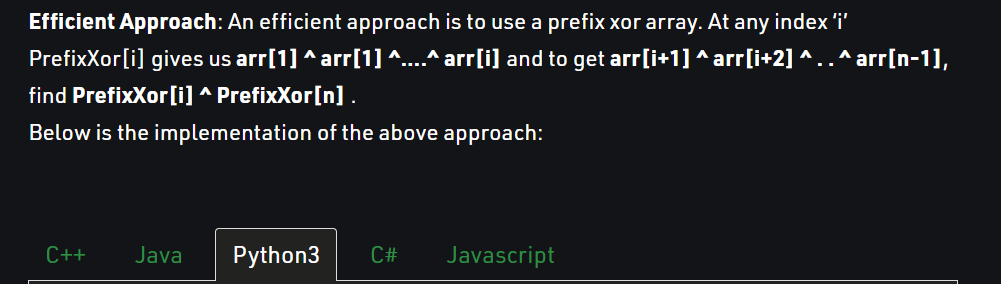 Efficient Approach: An efficient approach is to use a prefix xor array. At any index ‘i’
PrefixXor[i] gives us arr[1] ^ arr[1] ^....^ arr[i] and to get arr[i+1] ^ arr[i+2] ^ . . ^ arr[n-1],
find PrefixXor[i] ^ PrefixXor[n] .
Below is the implementation of the above approach:
C++ Java Python3 C# Javascript